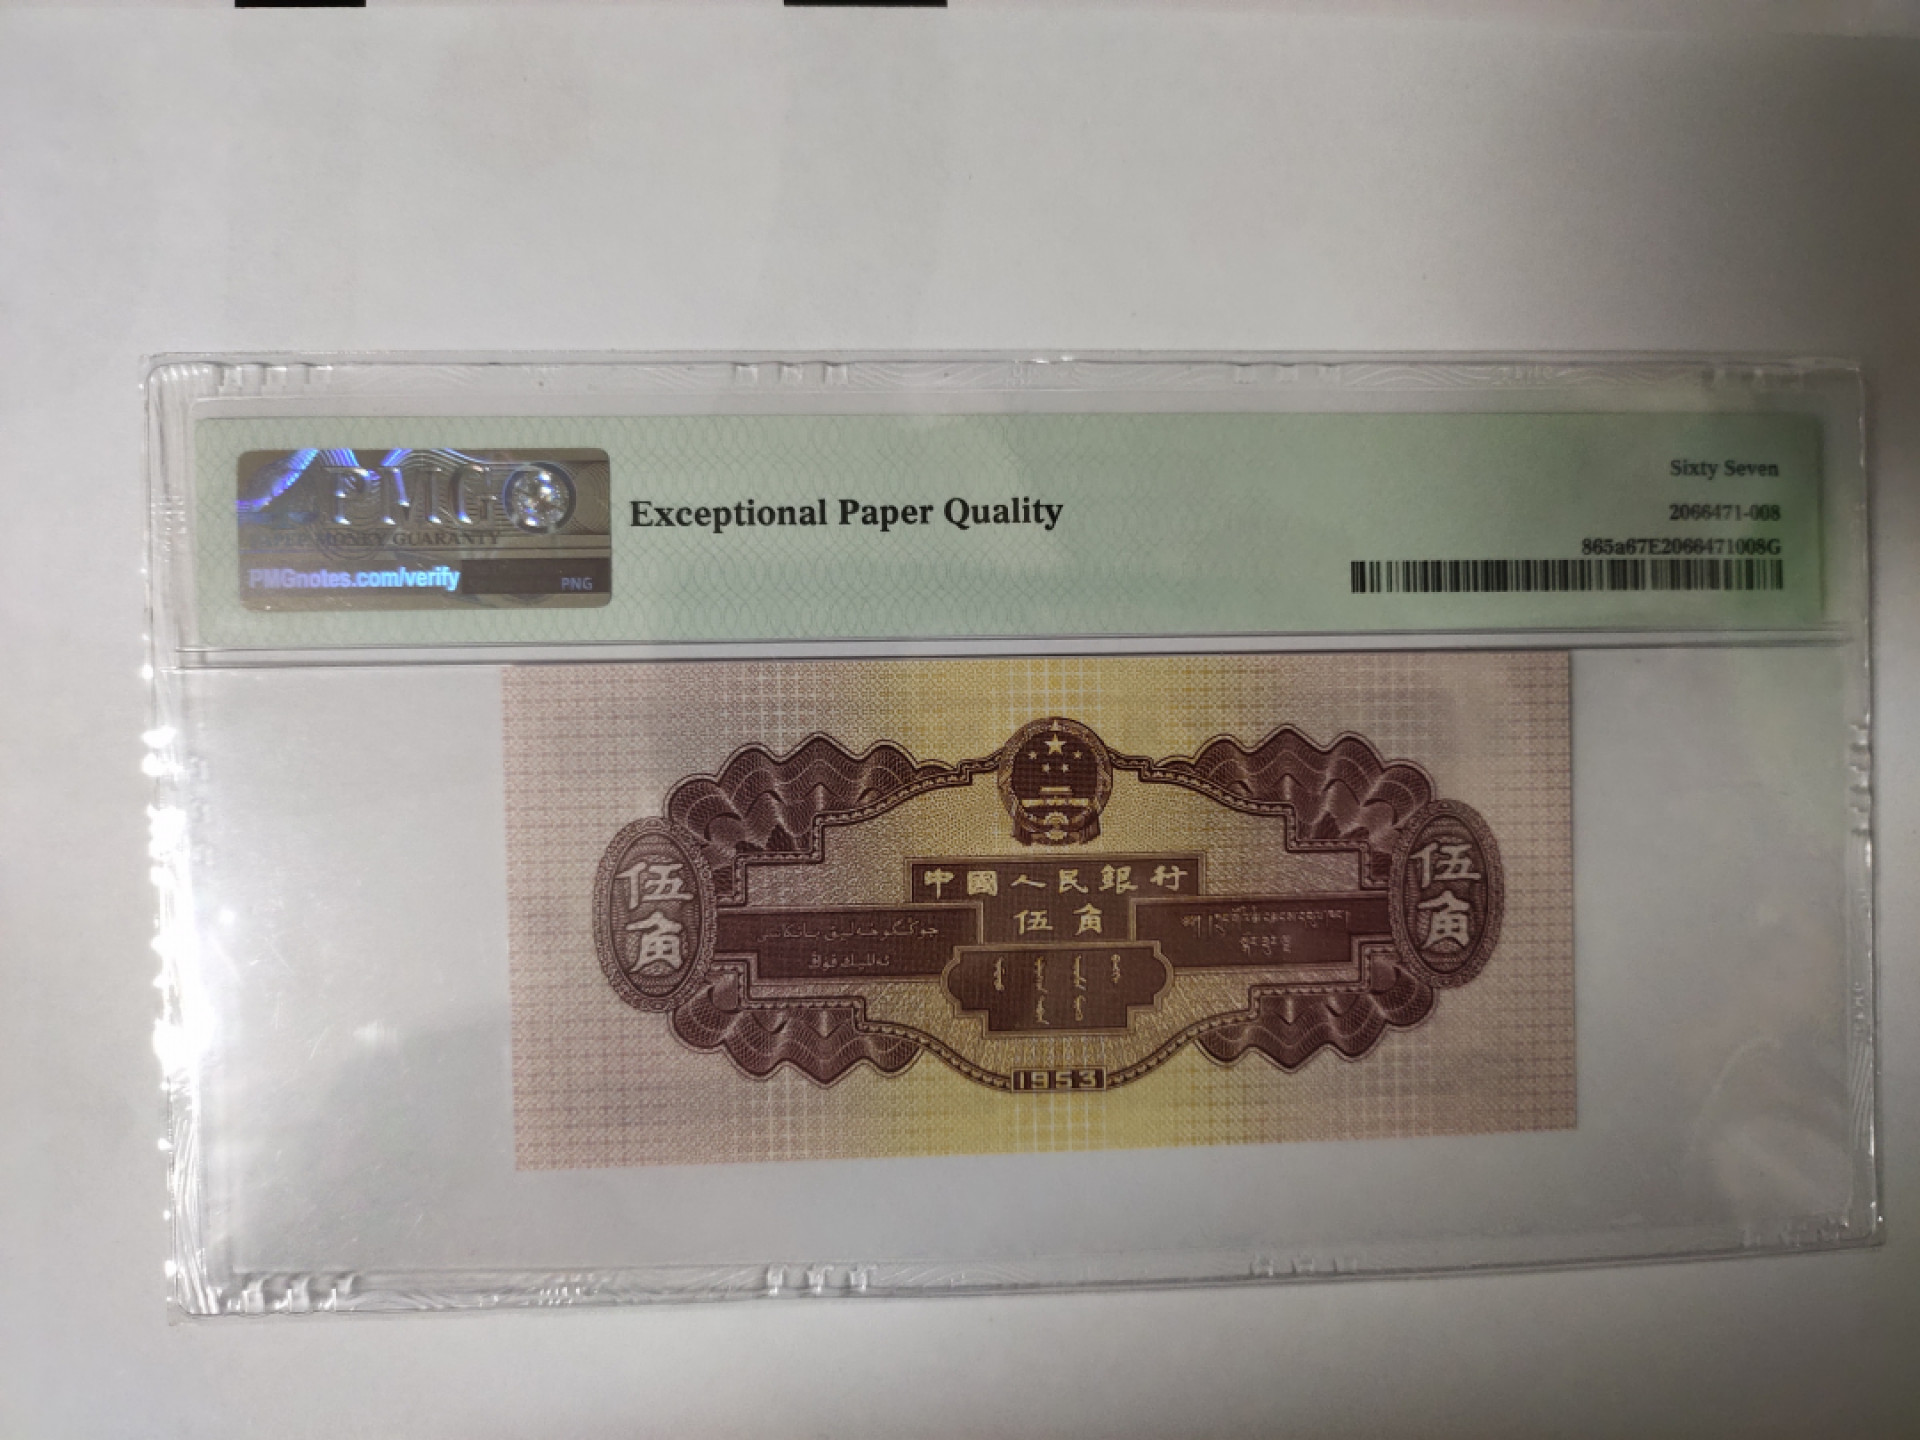 PMG
PAPER MONEY GUARANTY
PMGnotes.com/verify
PNG
Exceptional Paper Quality
Sixty Seven
2066471-008
865a67E2066471008G
中國人民銀行
伍角
伍角
伍角
1953